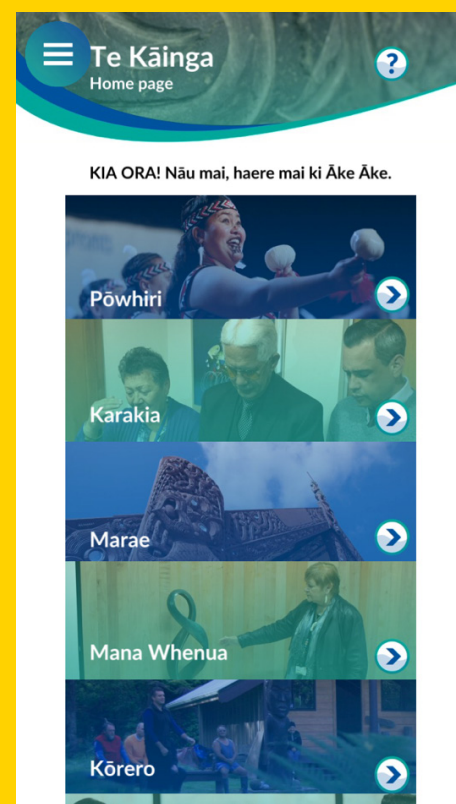 Te Kāinga
Home page
?
KIA ORA! Nāu mai, haere mai ki Āke Āke.
Pōwhiri
Karakia
Marae
Mana Whenua
Kōrero